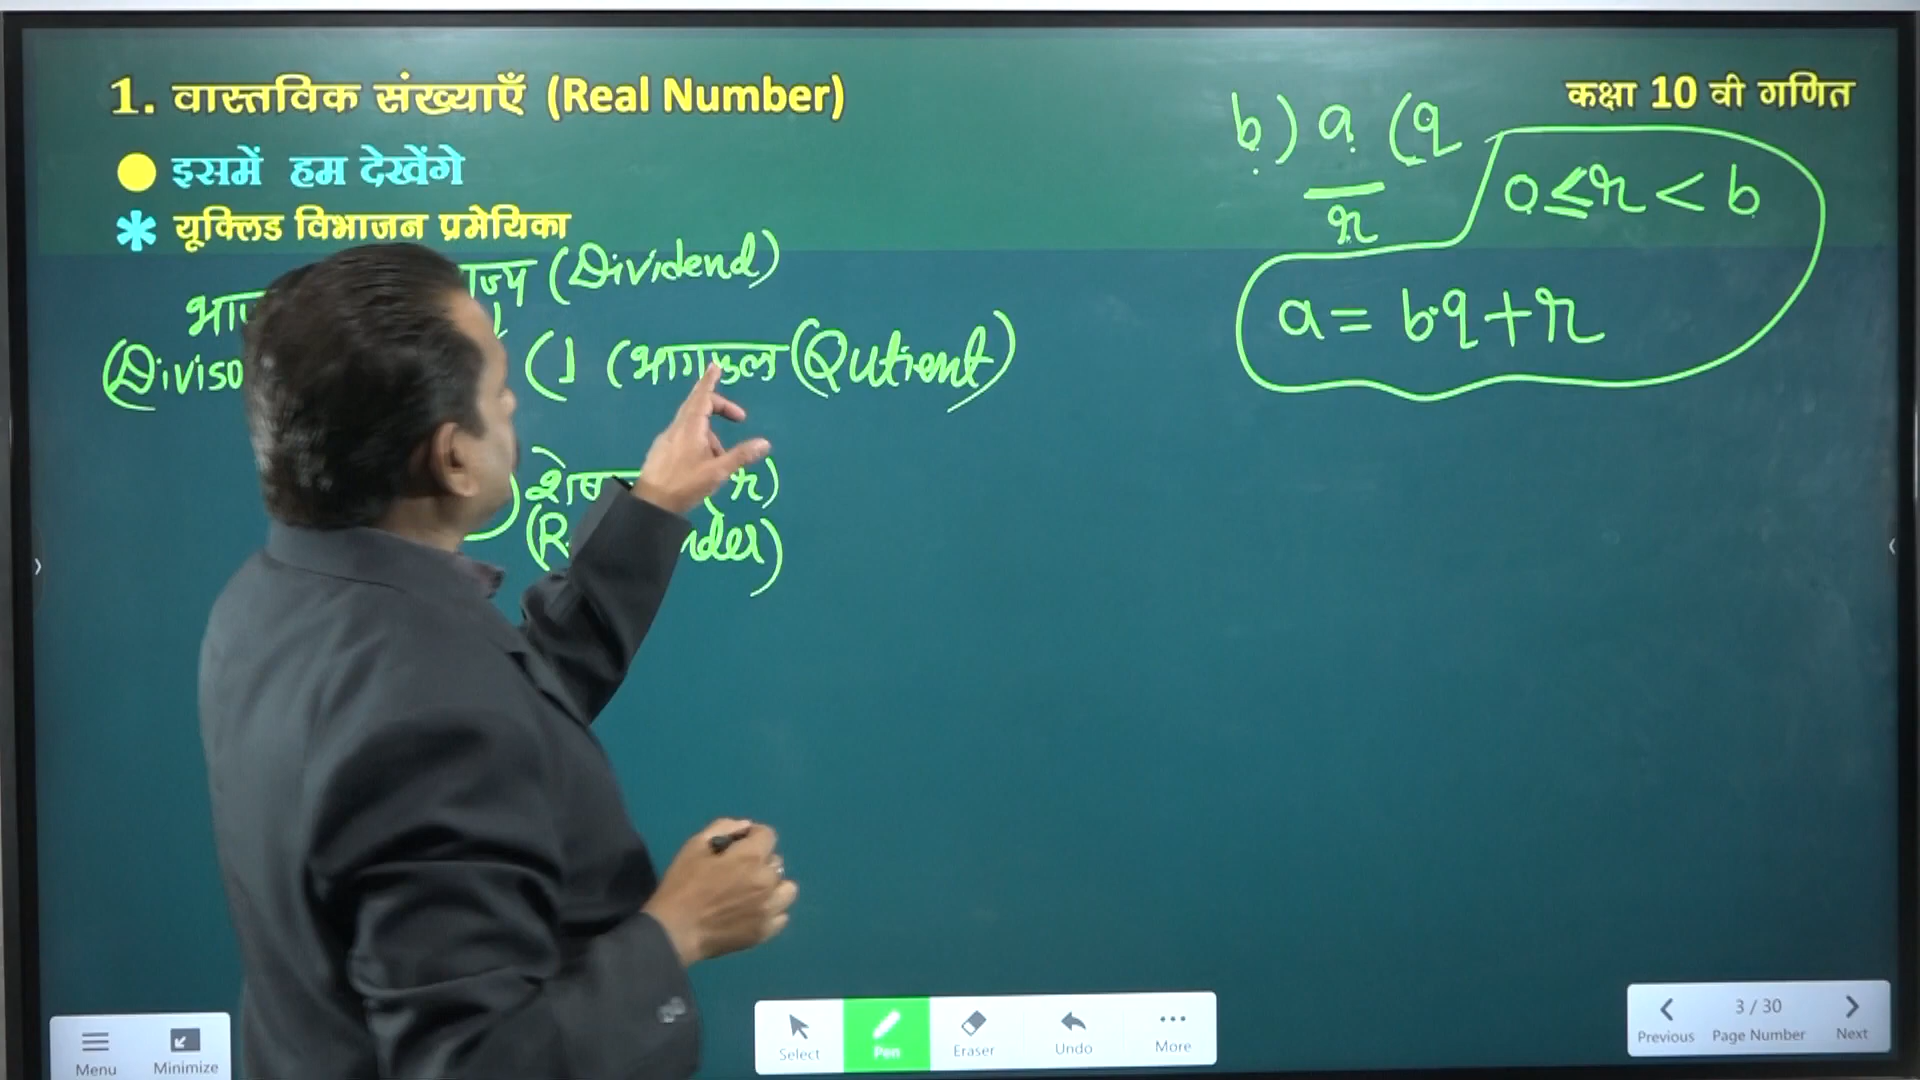 1. वास्तविक संख्याएँ (Real Number)
कक्षा 10 वी गणित
इसमें हम देखेंगे
* यूक्लिड विभाजन प्रमेयिका
(Dividend)
(भागफल (Qutient)
r)
b) a (q
r
0 ≤ r < b
a = b·q + r
Menu
Minimize
Select
Pen
Eraser
Undo
More
3 / 30
Previous
Page Number
Next